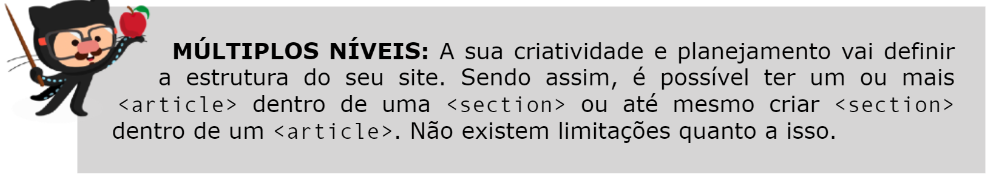 MÚLTIPLOS NÍVEIS: A sua criatividade e planejamento vai definir
a estrutura do seu site. Sendo assim, é possível ter um ou mais
<article> dentro de uma <section> ou até mesmo criar <section>
dentro de um <article>. Não existem limitações quanto a isso.